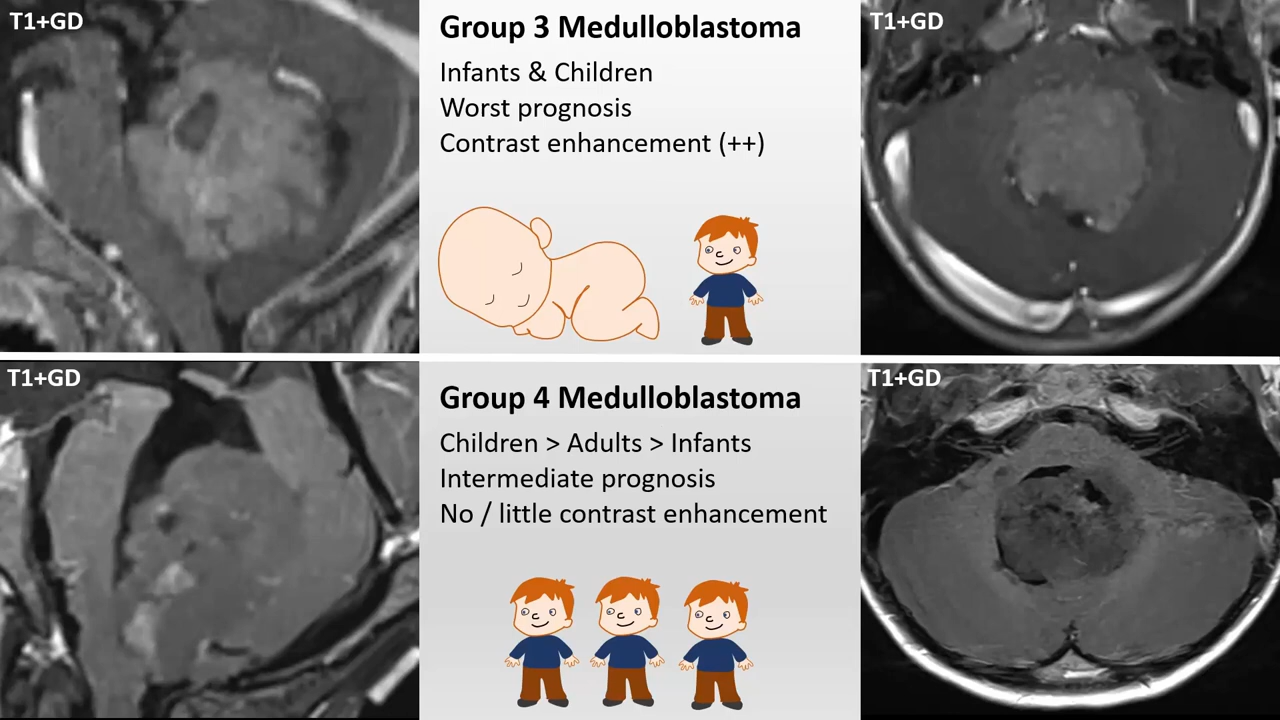 T1+GD
Group 3 Medulloblastoma
T1+GD
Infants & Children
Worst prognosis
Contrast enhancement (++)
T1+GD
Group 4 Medulloblastoma
T1+GD
Children > Adults > Infants
Intermediate prognosis
No / little contrast enhancement